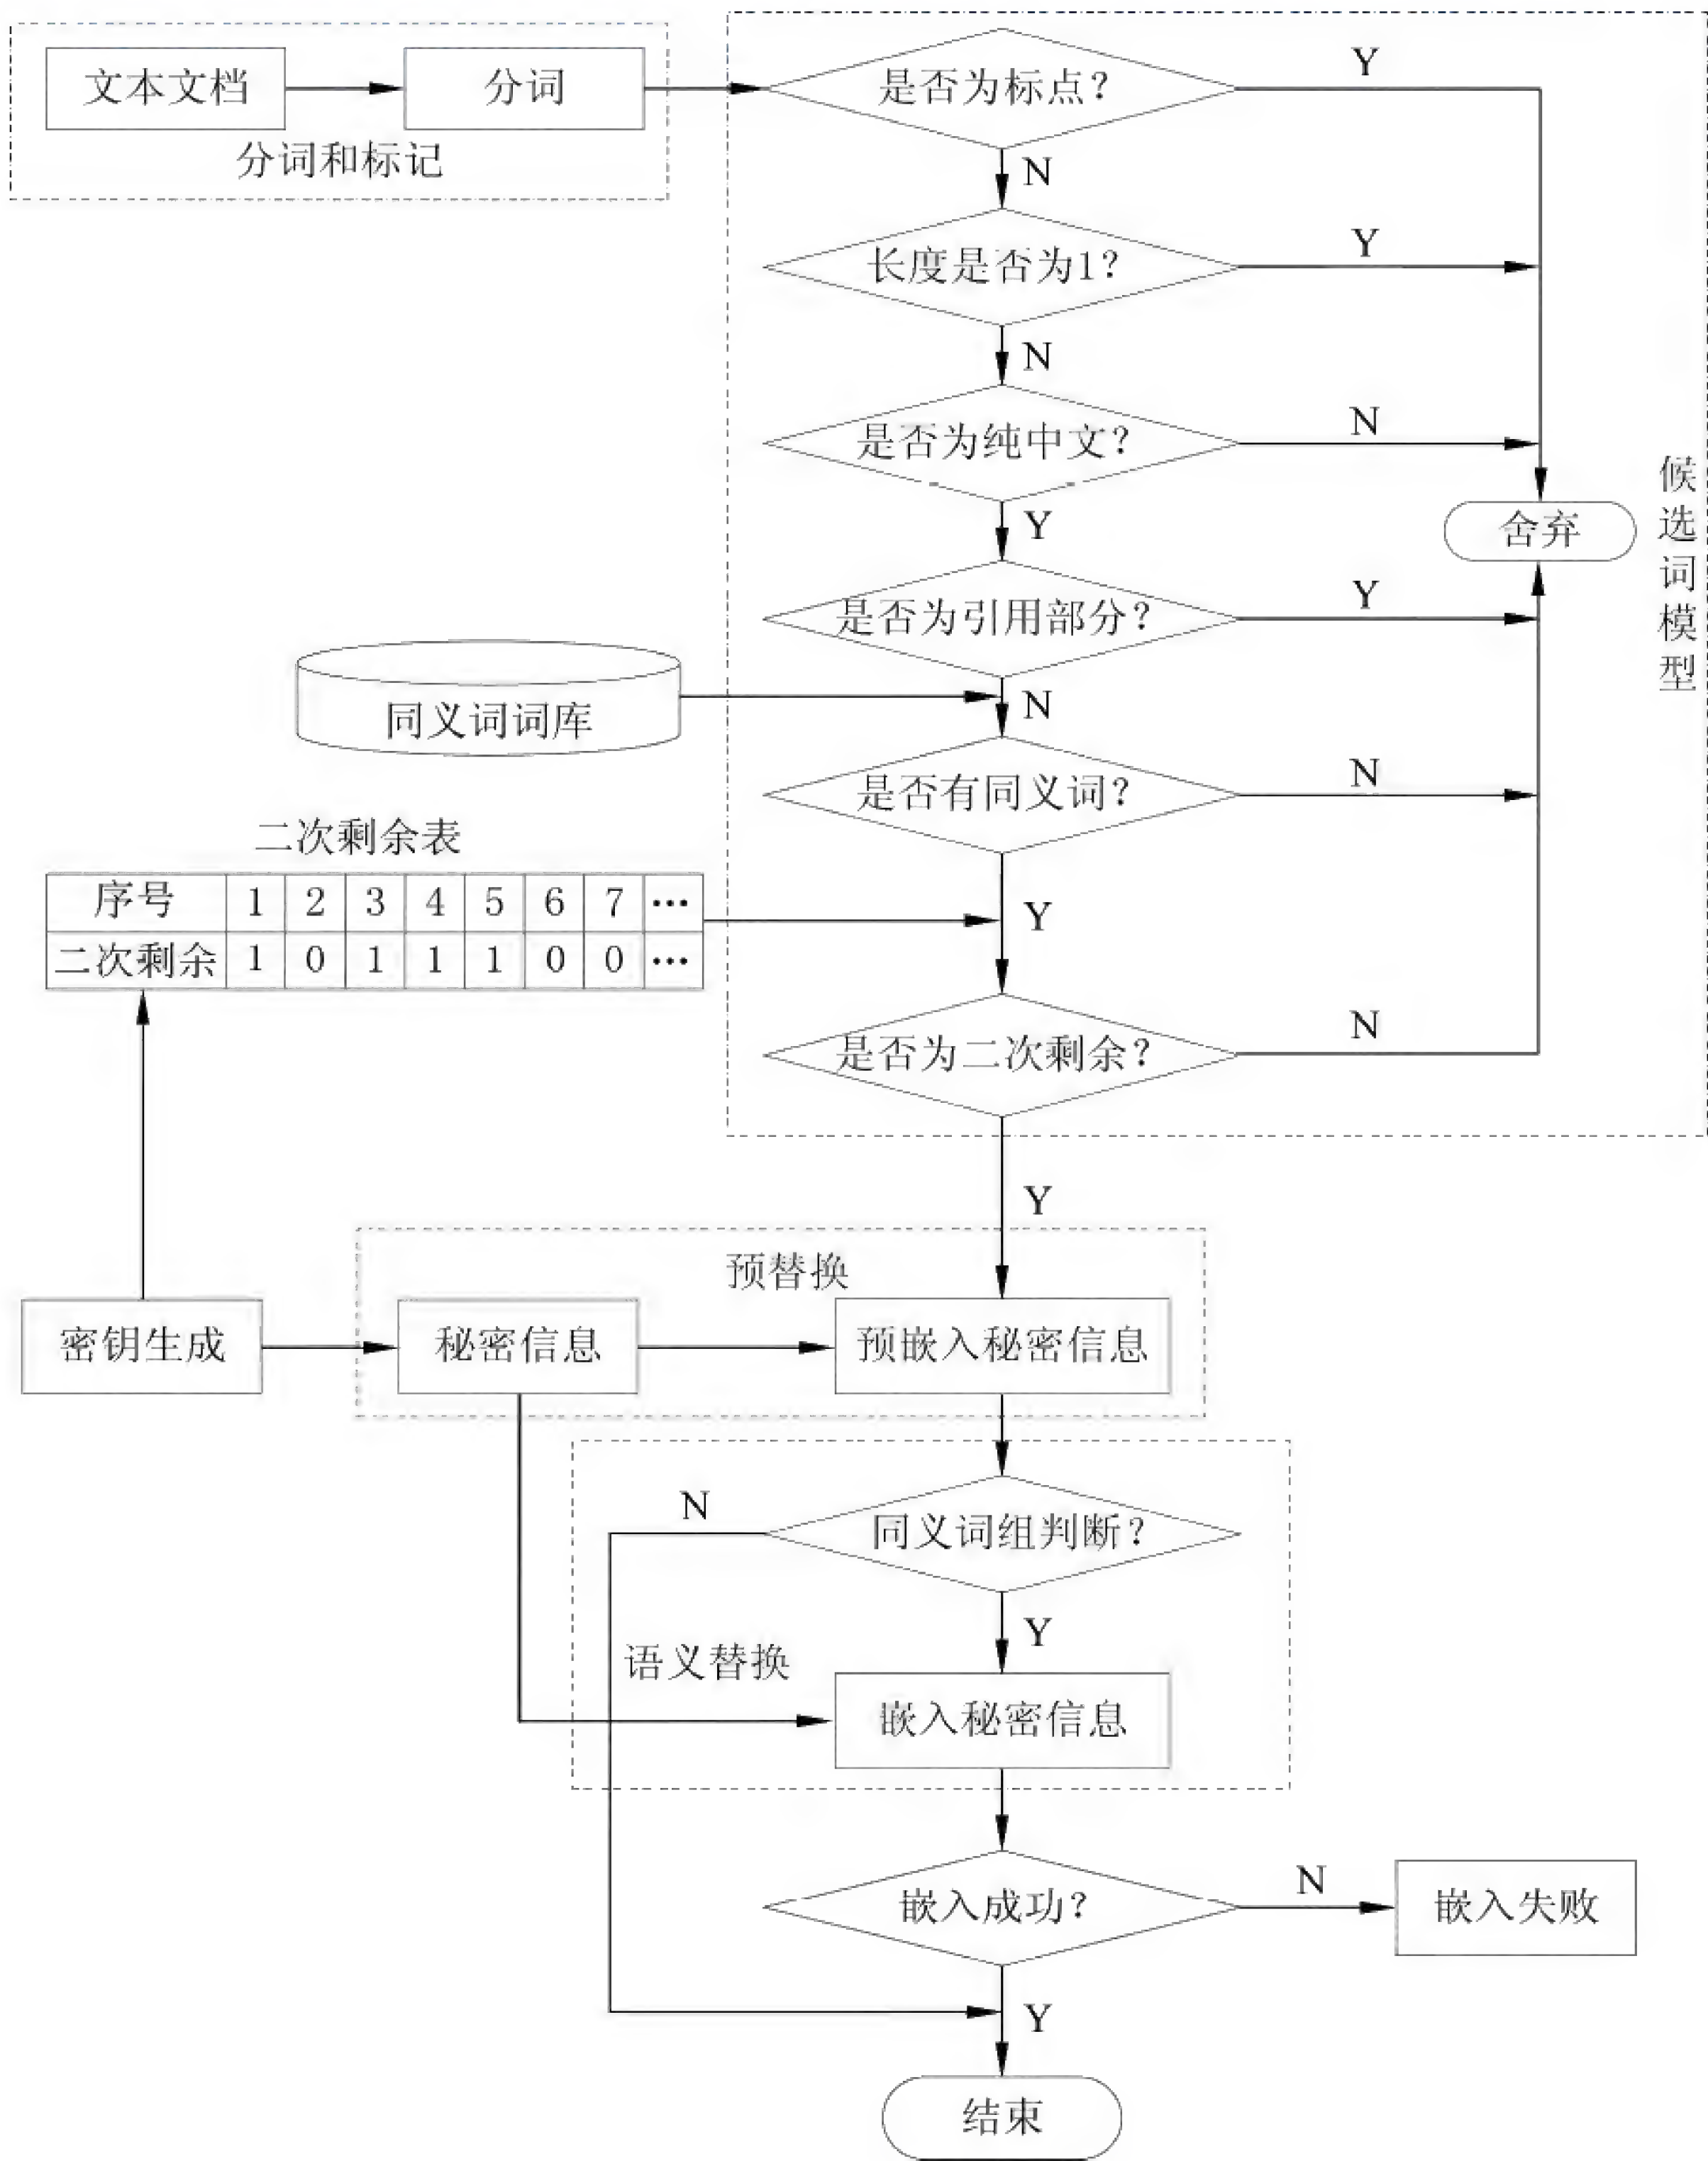 文本文档
分词
分词和标记
是否为标点?
Y
N
长度是否为1?
Y
N
是否为纯中文?
N
Y
舍弃
候选词模型
是否为引用部分?
Y
N
同义词词库
是否有同义词?
N
Y
二次剩余表
序号 1 2 3 4 5 6 7 …
二次剩余 1 0 1 1 1 0 0 …
是否为二次剩余?
N
Y
预替换
密钥生成
秘密信息
预嵌入秘密信息
同义词组判断?
N
Y
语义替换
嵌入秘密信息
嵌入成功?
N
嵌入失败
Y
结束